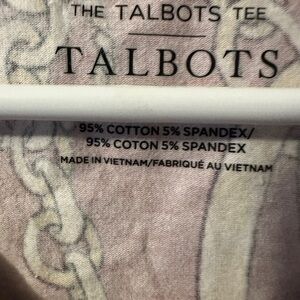 THE TALBOTS TEE
TALBOTS
95% COTTON 5% SPANDEX/
95% COTON 5% SPANDEX
MADE IN VIETNAM/FABRIQUÉ AU VIETNAM